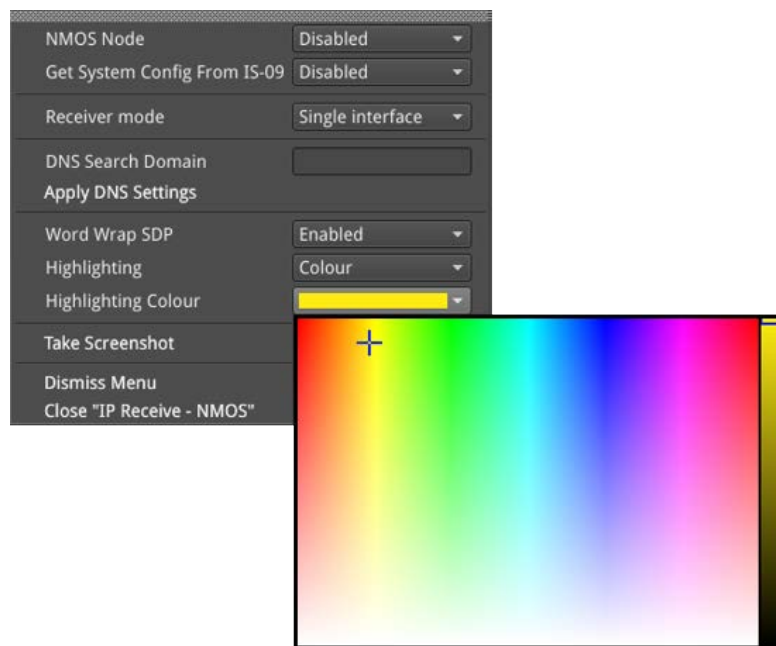 NMOS Node Disabled
Get System Config From IS-09 Disabled
Receiver mode Single interface
DNS Search Domain
Apply DNS Settings
Word Wrap SDP Enabled
Highlighting Colour
Highlighting Colour
Take Screenshot
Dismiss Menu
Close "IP Receive - NMOS"